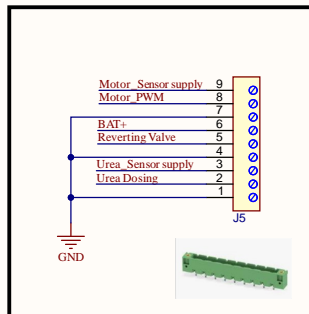 Motor_Sensor supply 9
Motor_PWM 8
7
BAT+ 6
Reverting Valve 5
4
Urea_Sensor supply 3
Urea Dosing 2
1
J5
GND